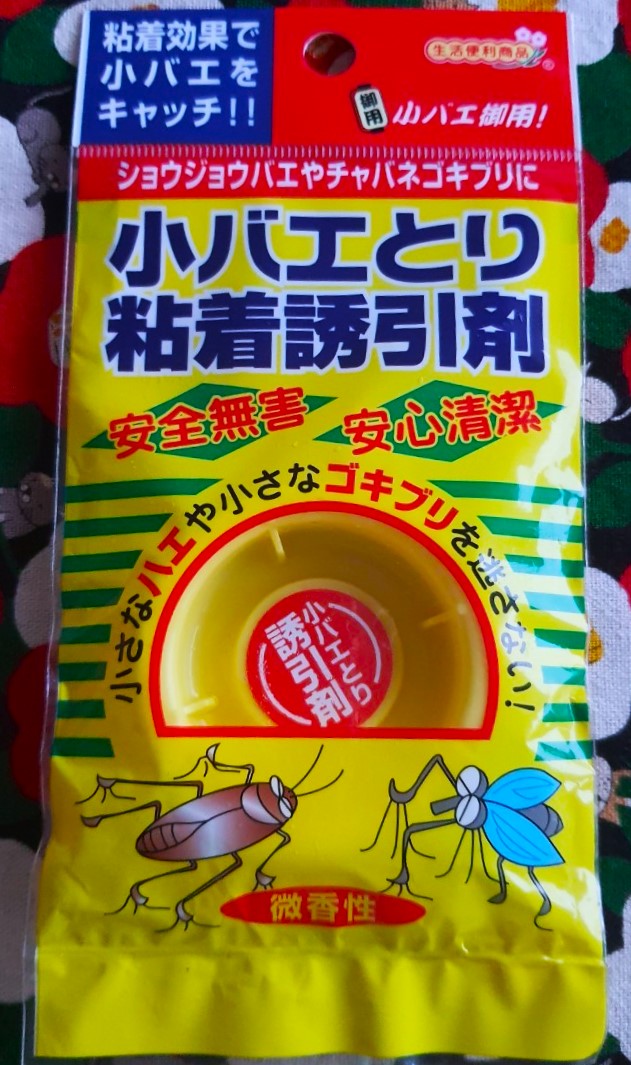 粘着効果で
小バエを
キャッチ!!
生活便利商品
®
御用
小バエ御用!
ショウジョウバエやチャバネゴキブリに
小バエとり
粘着誘引剤
安全無害
安心清潔
小さなハエや小さなゴキブリを逃さない!
小バエとり
誘引剤
微香性